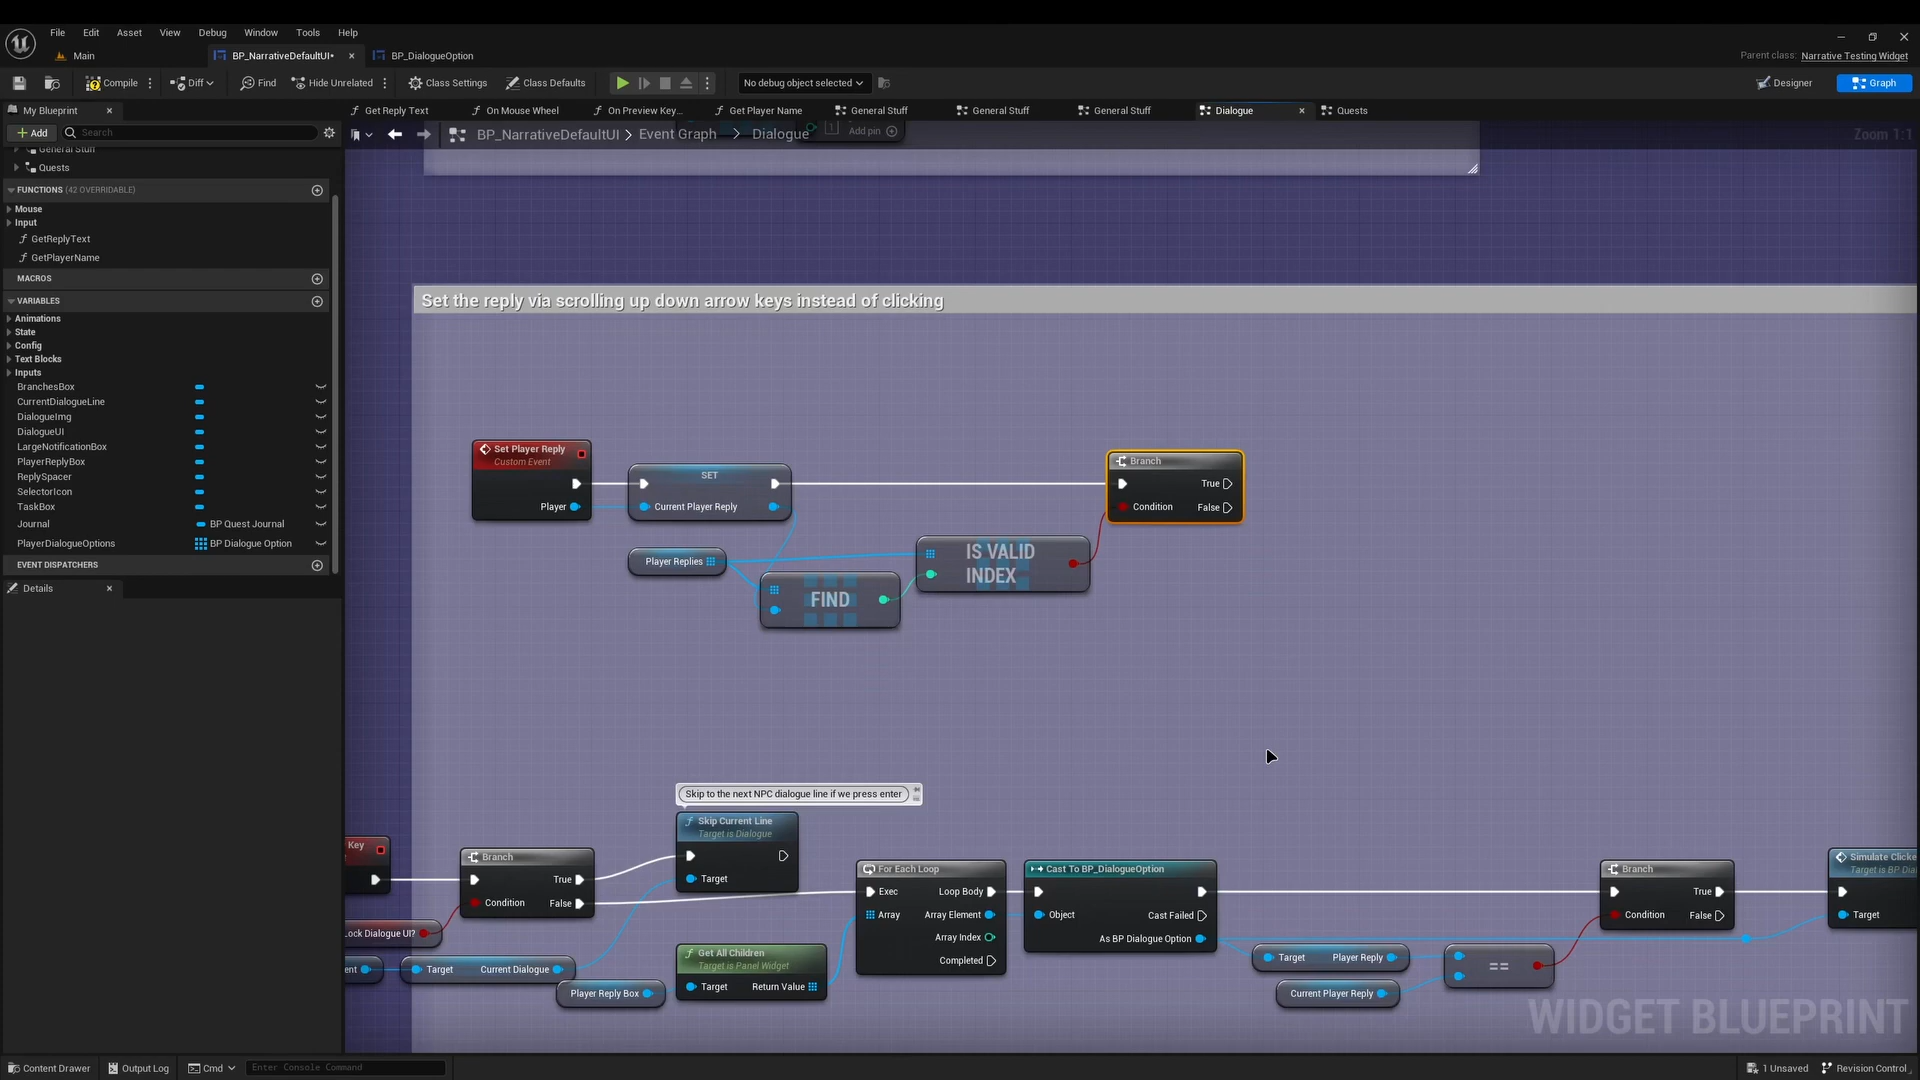 File Edit Asset View Debug Window Tools Help
Main BP_NarrativeDefaultUI• BP_DialogueOption Parent class: Narrative Testing Widget
Compile Diff Find Hide Unrelated Class Settings Class Defaults No debug object selected Designer Graph
My Blueprint Get Reply Text On Mouse Wheel On Preview Key... Get Player Name General Stuff General Stuff General Stuff Dialogue Quests
Add Search BP_NarrativeDefaultUI > Event Graph > Dialogue Add pin Zoom 1:1
General Stuff
Quests
FUNCTIONS (42 OVERRIDABLE)
Mouse
Input
GetReplyText
GetPlayerName
MACROS
VARIABLES
Animations
State
Config
Text Blocks
Inputs
BranchesBox
CurrentDialogueLine
DialogueImg
DialogueUI
LargeNotificationBox
PlayerReplyBox
ReplySpacer
SelectorIcon
TaskBox
Journal BP Quest Journal
PlayerDialogueOptions BP Dialogue Option
EVENT DISPATCHERS
Details
Set the reply via scrolling up down arrow keys instead of clicking
Set Player Reply
Custom Event
Player
SET
Current Player Reply
Player Replies
FIND
IS VALID
INDEX
Branch
True
Condition False
Skip to the next NPC dialogue line if we press enter
Key
Branch
True
Condition False
Lock Dialogue UI?
Target Current Dialogue
Skip Current Line
Target is Dialogue
Target
Player Reply Box
Get All Children
Target is Panel Widget
Target Return Value
For Each Loop
Exec Loop Body
Array Array Element
Array Index
Completed
Cast To BP_DialogueOption
Object Cast Failed
As BP Dialogue Option
Target Player Reply
Current Player Reply
==
Branch
True
Condition False
Simulate Clicke
Target is BP Dia
Target
WIDGET BLUEPRINT
Content Drawer Output Log Cmd Enter Console Command 1 Unsaved Revision Control